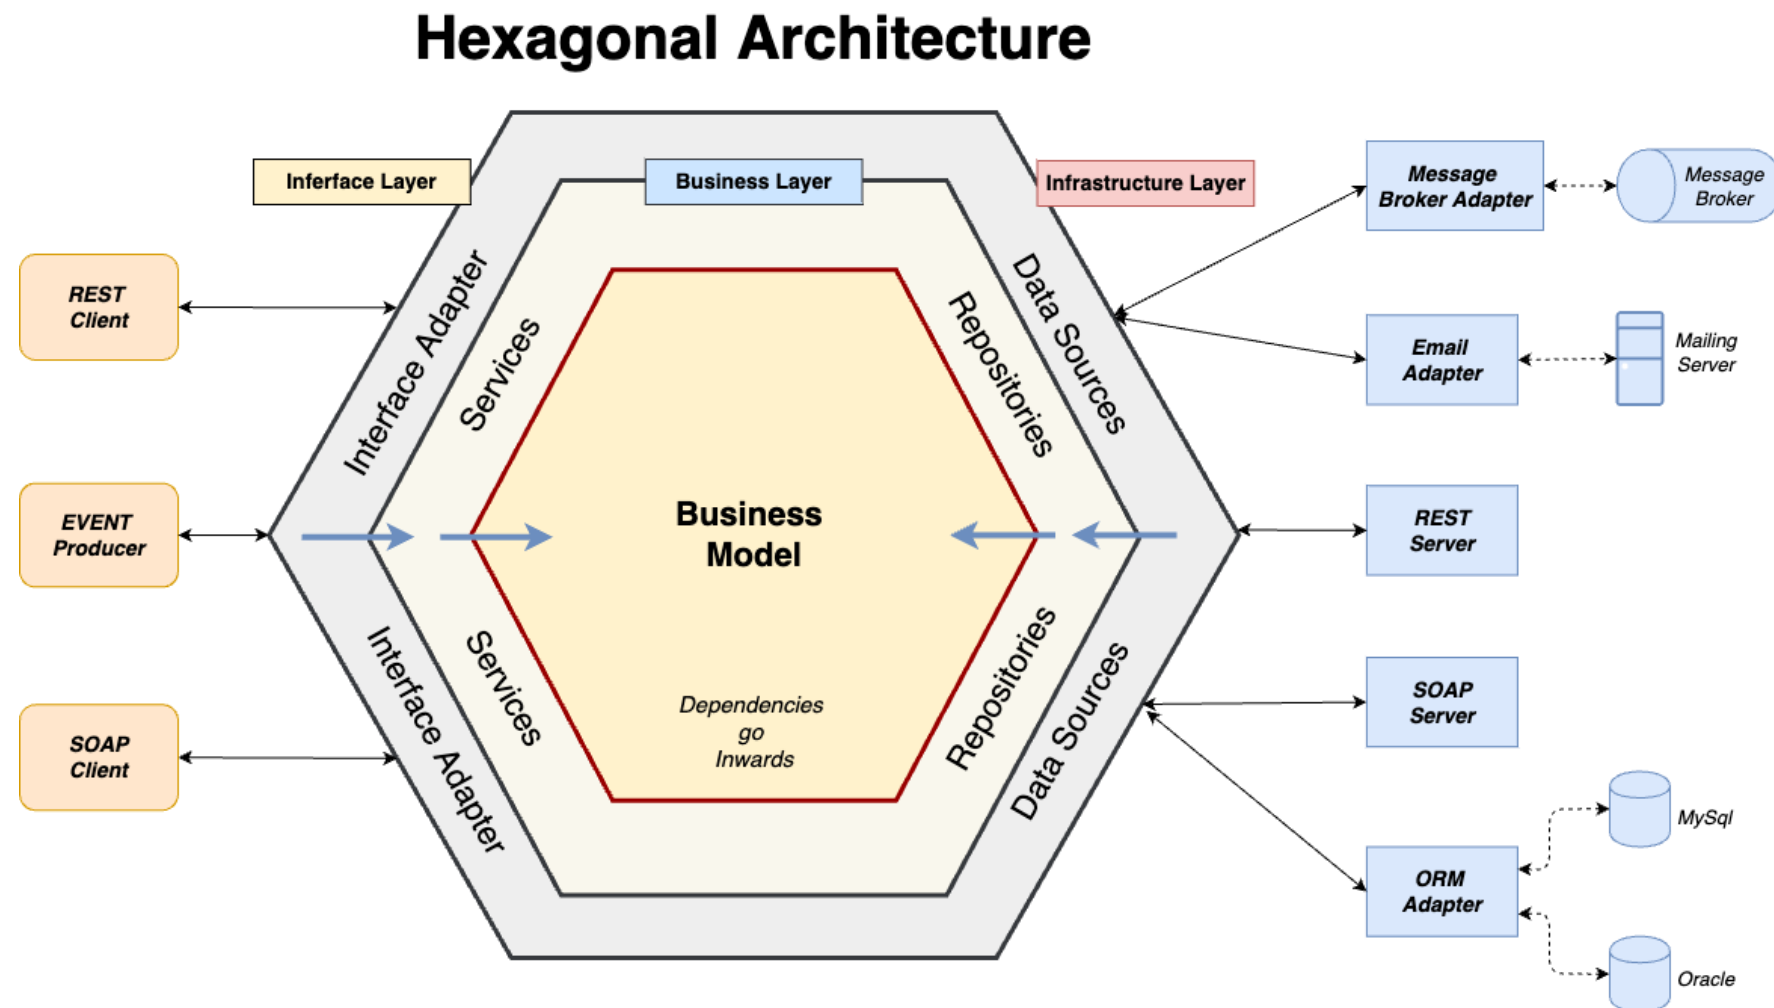 Hexagonal Architecture
Inferface Layer
Business Layer
Infrastructure Layer
REST
Client
EVENT
Producer
SOAP
Client
Interface Adapter
Services
Interface Adapter
Services
Business
Model
Dependencies
go
Inwards
Repositories
Data Sources
Repositories
Data Sources
Message
Broker Adapter
Message
Broker
Email
Adapter
Mailing
Server
REST
Server
SOAP
Server
ORM
Adapter
MySql
Oracle